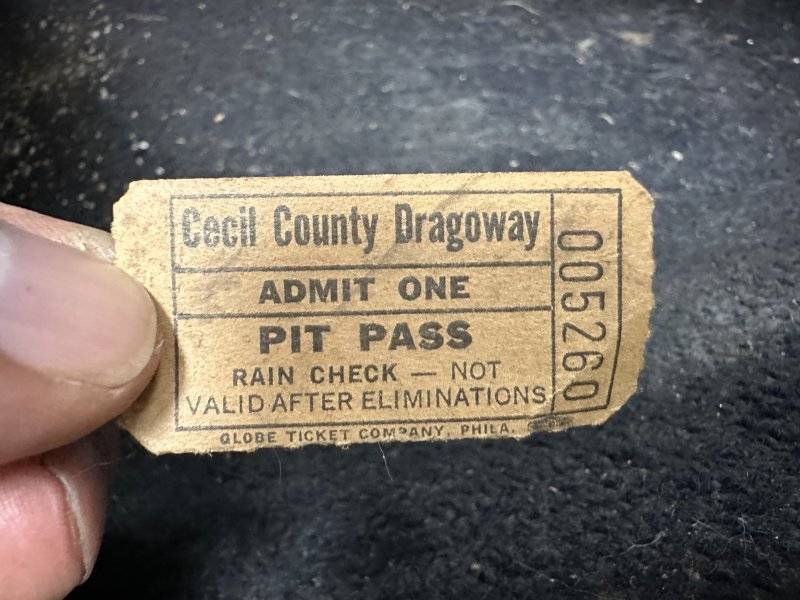 Cecil County Dragoway
ADMIT ONE
PIT PASS
RAIN CHECK — NOT
VALID AFTER ELIMINATIONS
GLOBE TICKET COMPANY, PHILA.
005260